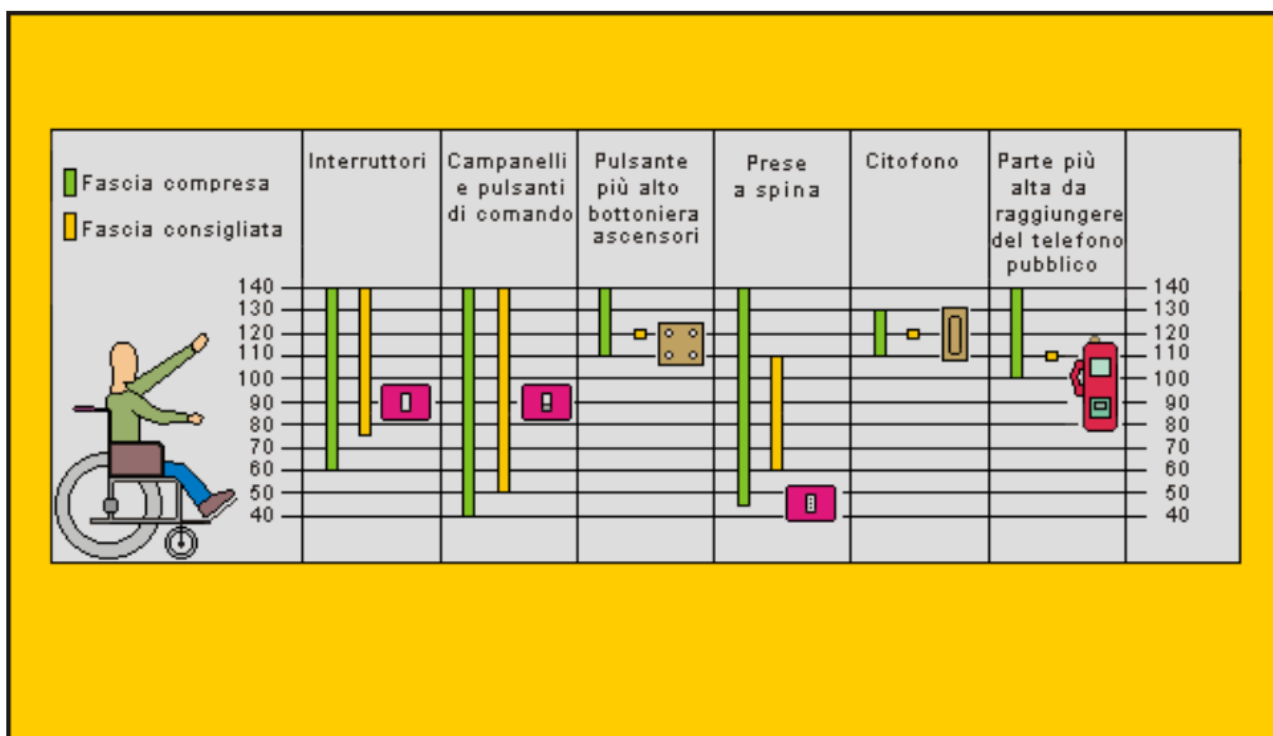 Fascia compresa
Fascia consigliata
Interruttori
Campanelli
e pulsanti
di comando
Pulsante
più alto
bottoniera
ascensori
Prese
a spina
Citofono
Parte più
alta da
raggiungere
del telefono
pubblico
140
130
120
110
100
90
80
70
60
50
40
140
130
120
110
100
90
80
70
60
50
40